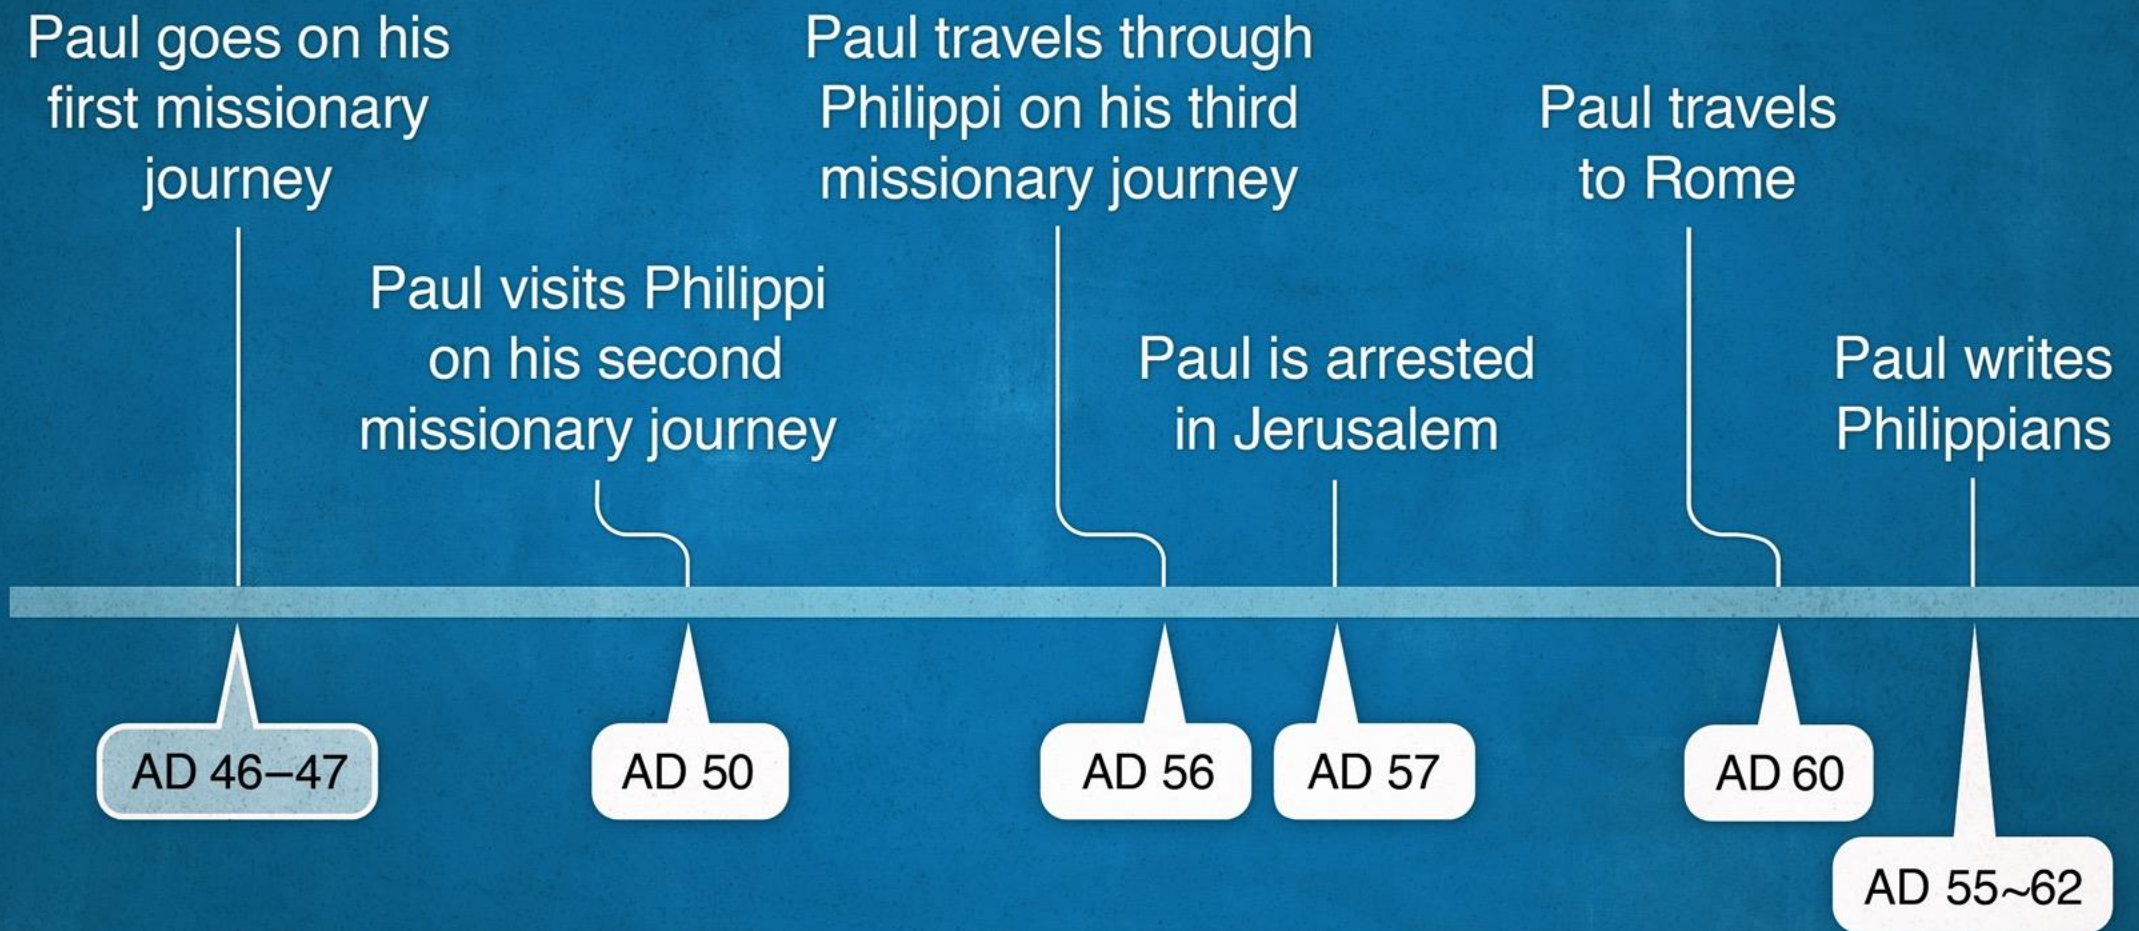 Paul goes on his
first missionary
journey
Paul visits Philippi
on his second
missionary journey
Paul travels through
Philippi on his third
missionary journey
Paul is arrested
in Jerusalem
Paul travels
to Rome
Paul writes
Philippians
AD 46–47
AD 50
AD 56
AD 57
AD 60
AD 55~62